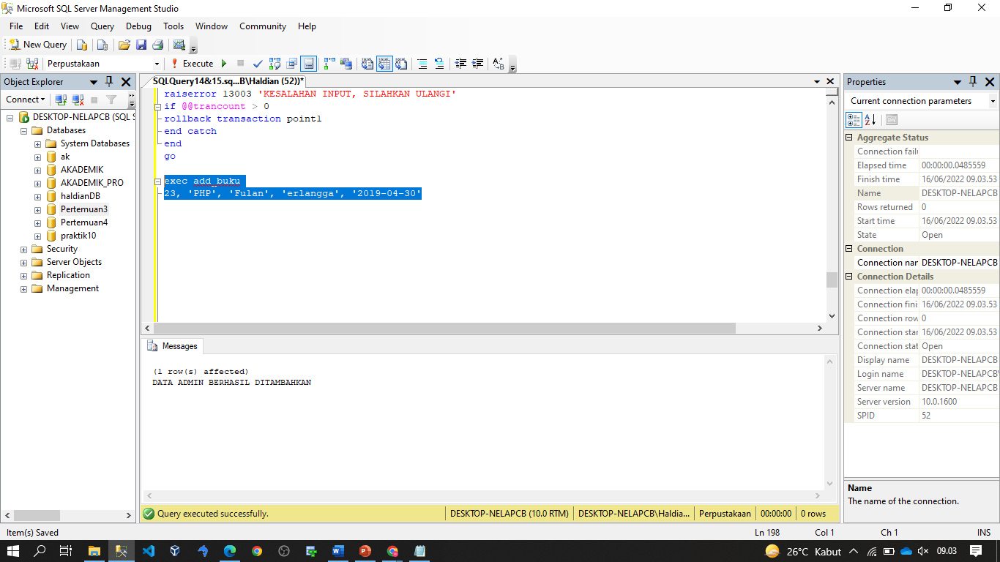 Microsoft SQL Server Management Studio
File Edit View Query Debug Tools Window Community Help
New Query
Perpustakaan Execute
Object Explorer
Connect
DESKTOP-NELAPCB (SQL S
Databases
System Databases
ak
AKADEMIK
AKADEMIK_PRO
haldianDB
Pertemuan3
Pertemuan4
praktik10
Security
Server Objects
Replication
Management
SQLQuery14&15.sq...B\Haldian (52))*
raiserror 13003 'KESALAHAN INPUT, SILAHKAN ULANGI'
if @@trancount > 0
rollback transaction point1
end catch
end
go
exec add_buku
23, 'PHP', 'Fulan', 'erlangga', '2019-04-30'
Messages
(1 row(s) affected)
DATA ADMIN BERHASIL DITAMBAHKAN
Query executed successfully. DESKTOP-NELAPCB (10.0 RTM) DESKTOP-NELAPCB\Haldia... Perpustakaan 00:00:00 0 rows
Properties
Current connection parameters
Aggregate Status
Connection failu
Elapsed time 00:00:00.0485559
Finish time 16/06/2022 09.03.53
Name DESKTOP-NELAPCB
Rows returned 0
Start time 16/06/2022 09.03.53
State Open
Connection
Connection nar DESKTOP-NELAPCB
Connection Details
Connection elap 00:00:00.0485559
Connection fini 16/06/2022 09.03.53
Connection row 0
Connection star 16/06/2022 09.03.53
Connection stat Open
Display name DESKTOP-NELAPCB
Login name DESKTOP-NELAPCB\
Server name DESKTOP-NELAPCB
Server version 10.0.1600
SPID 52
Name
The name of the connection.
Item(s) Saved Ln 198 Col 1 Ch 1 INS
26°C Kabut 09.03